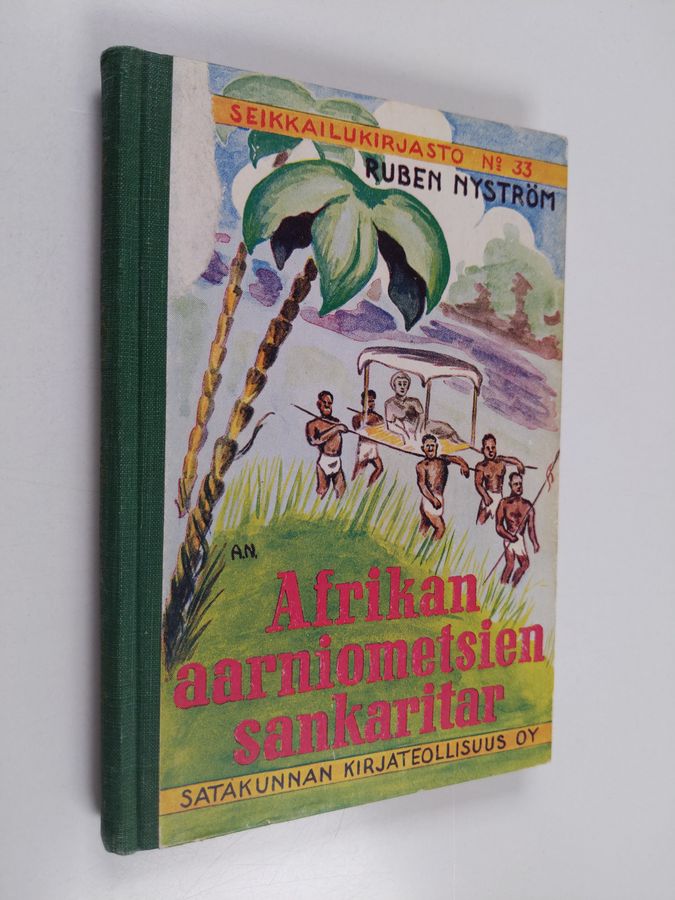 SEIKKAILUKIRJASTO Nº 33
RUBEN NYSTRÖM
A.N.
Afrikan
aarniometsien
sankaritar
SATAKUNNAN KIRJATEOLLISUUS OY